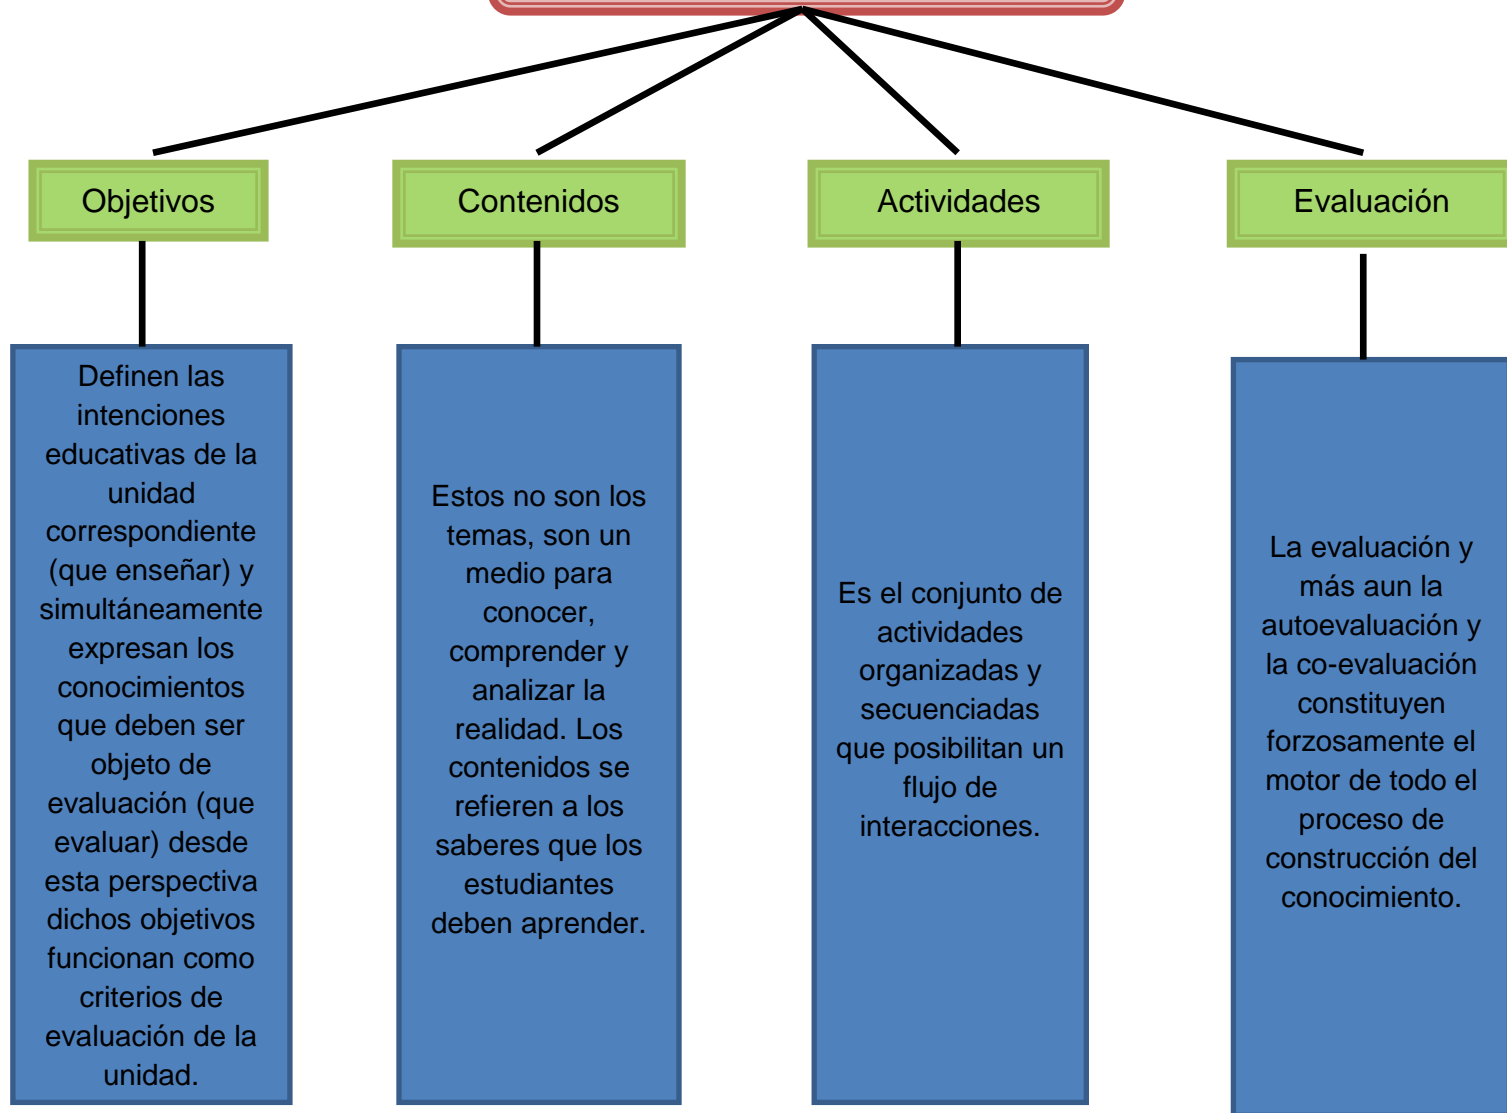 Objetivos
Contenidos
Actividades
Evaluación
Definen las
intenciones
educativas de la
unidad
correspondiente
(que enseñar) y
simultáneamente
expresan los
conocimientos
que deben ser
objeto de
evaluación (que
evaluar) desde
esta perspectiva
dichos objetivos
funcionan como
criterios de
evaluación de la
unidad.
Estos no son los
temas, son un
medio para
conocer,
comprender y
analizar la
realidad. Los
contenidos se
refieren a los
saberes que los
estudiantes
deben aprender.
Es el conjunto de
actividades
organizadas y
secuenciadas
que posibilitan un
flujo de
interacciones.
La evaluación y
más aun la
autoevaluación y
la co-evaluación
constituyen
forzosamente el
motor de todo el
proceso de
construcción del
conocimiento.